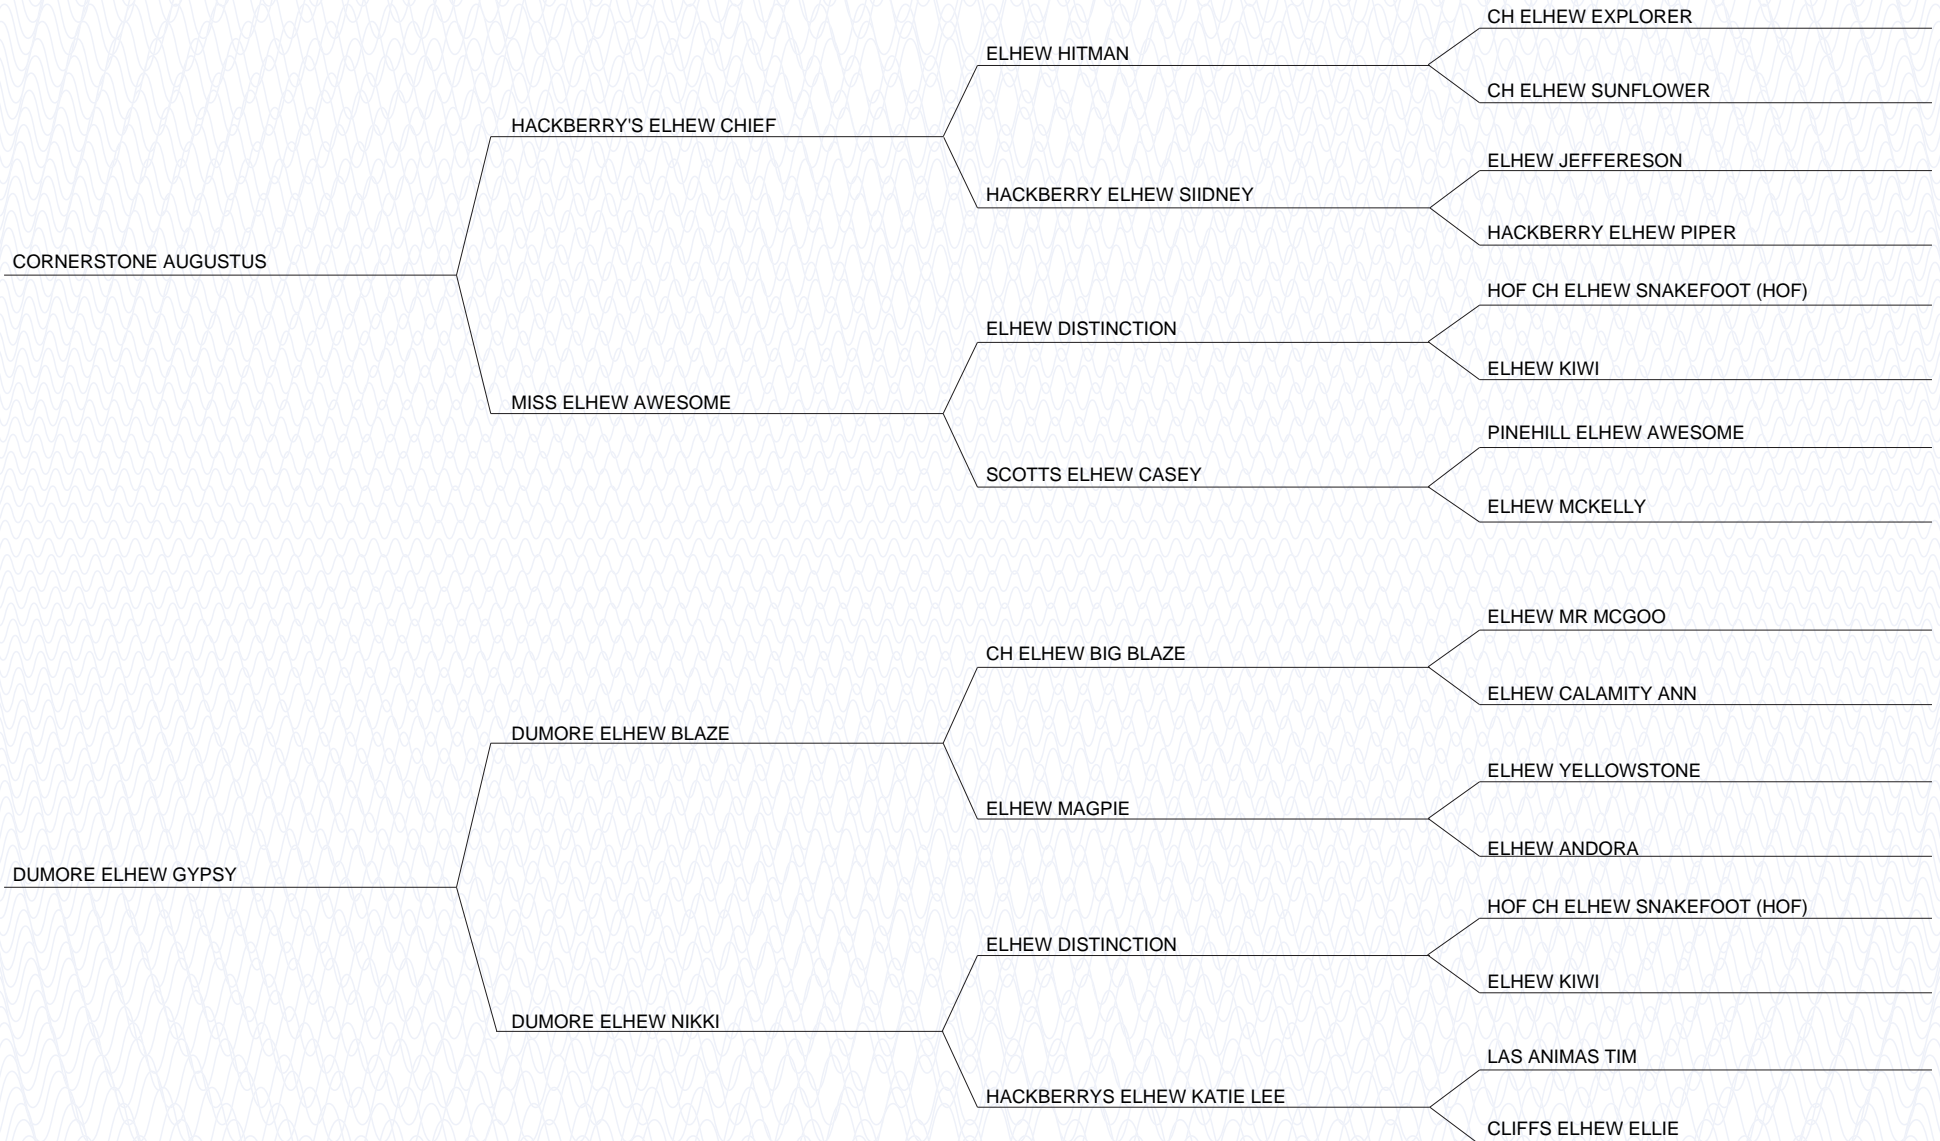 CH ELHEW EXPLORER
ELHEW HITMAN
CH ELHEW SUNFLOWER
HACKBERRY'S ELHEW CHIEF
ELHEW JEFFERESON
HACKBERRY ELHEW SIIDNEY
HACKBERRY ELHEW PIPER
CORNERSTONE AUGUSTUS
HOF CH ELHEW SNAKEFOOT (HOF)
ELHEW DISTINCTION
ELHEW KIWI
MISS ELHEW AWESOME
PINEHILL ELHEW AWESOME
SCOTTS ELHEW CASEY
ELHEW MCKELLY
ELHEW MR MCGOO
CH ELHEW BIG BLAZE
ELHEW CALAMITY ANN
DUMORE ELHEW BLAZE
ELHEW YELLOWSTONE
ELHEW MAGPIE
ELHEW ANDORA
DUMORE ELHEW GYPSY
HOF CH ELHEW SNAKEFOOT (HOF)
ELHEW DISTINCTION
ELHEW KIWI
DUMORE ELHEW NIKKI
LAS ANIMAS TIM
HACKBERRYS ELHEW KATIE LEE
CLIFFS ELHEW ELLIE